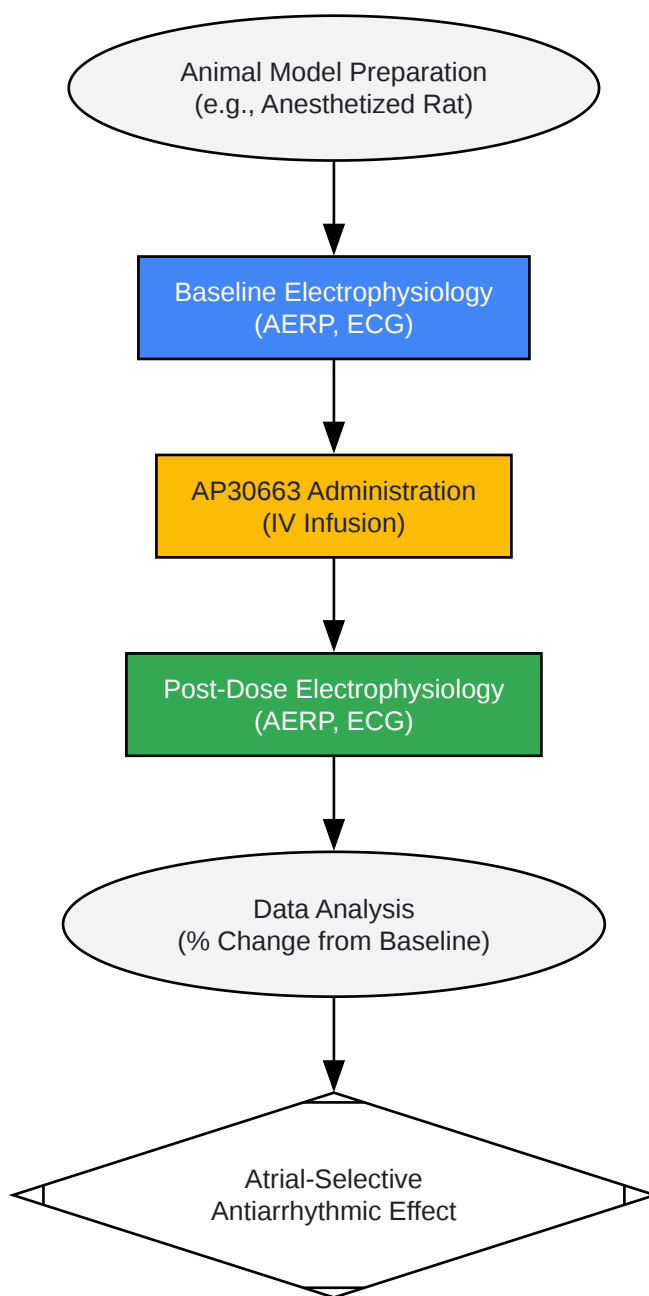 Animal Model Preparation
(e.g., Anesthetized Rat)
Baseline Electrophysiology
(AERP, ECG)
AP30663 Administration
(IV Infusion)
Post-Dose Electrophysiology
(AERP, ECG)
Data Analysis
(% Change from Baseline)
Atrial-Selective
Antiarrhythmic Effect